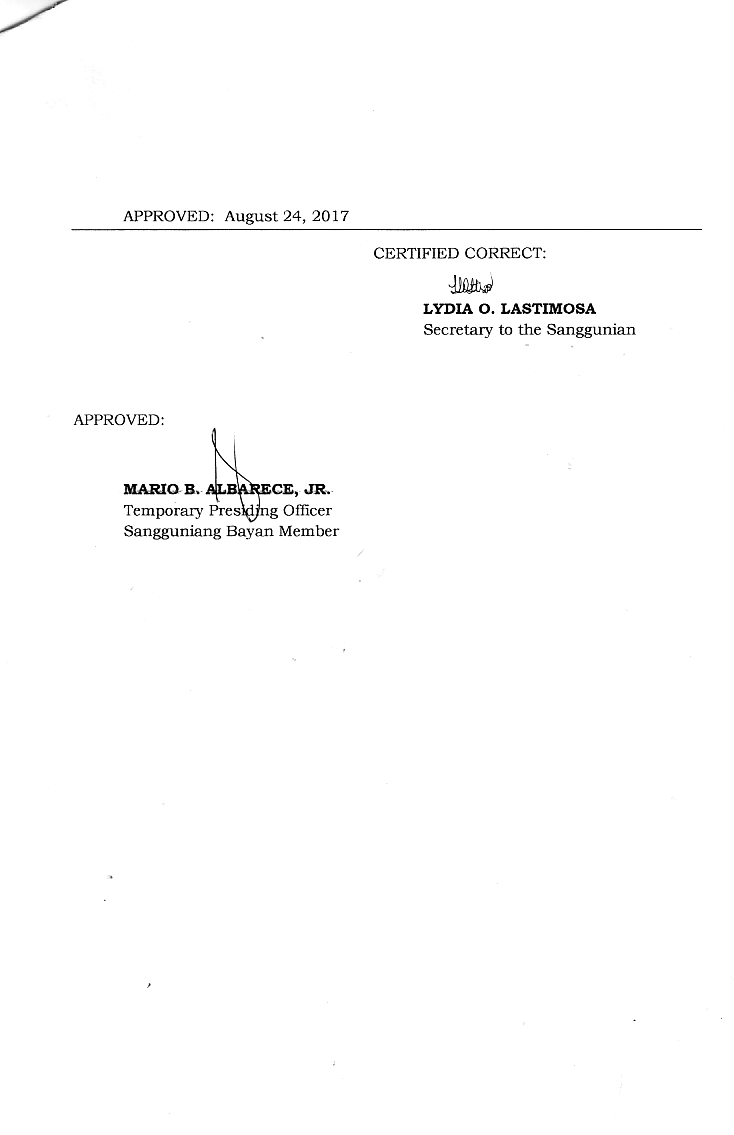 APPROVED: August 24, 2017
CERTIFIED CORRECT:
LYDIA O. LASTIMOSA
Secretary to the Sanggunian
APPROVED:
MARIO B. ALBARECE, JR.
Temporary Presiding Officer
Sangguniang Bayan Member